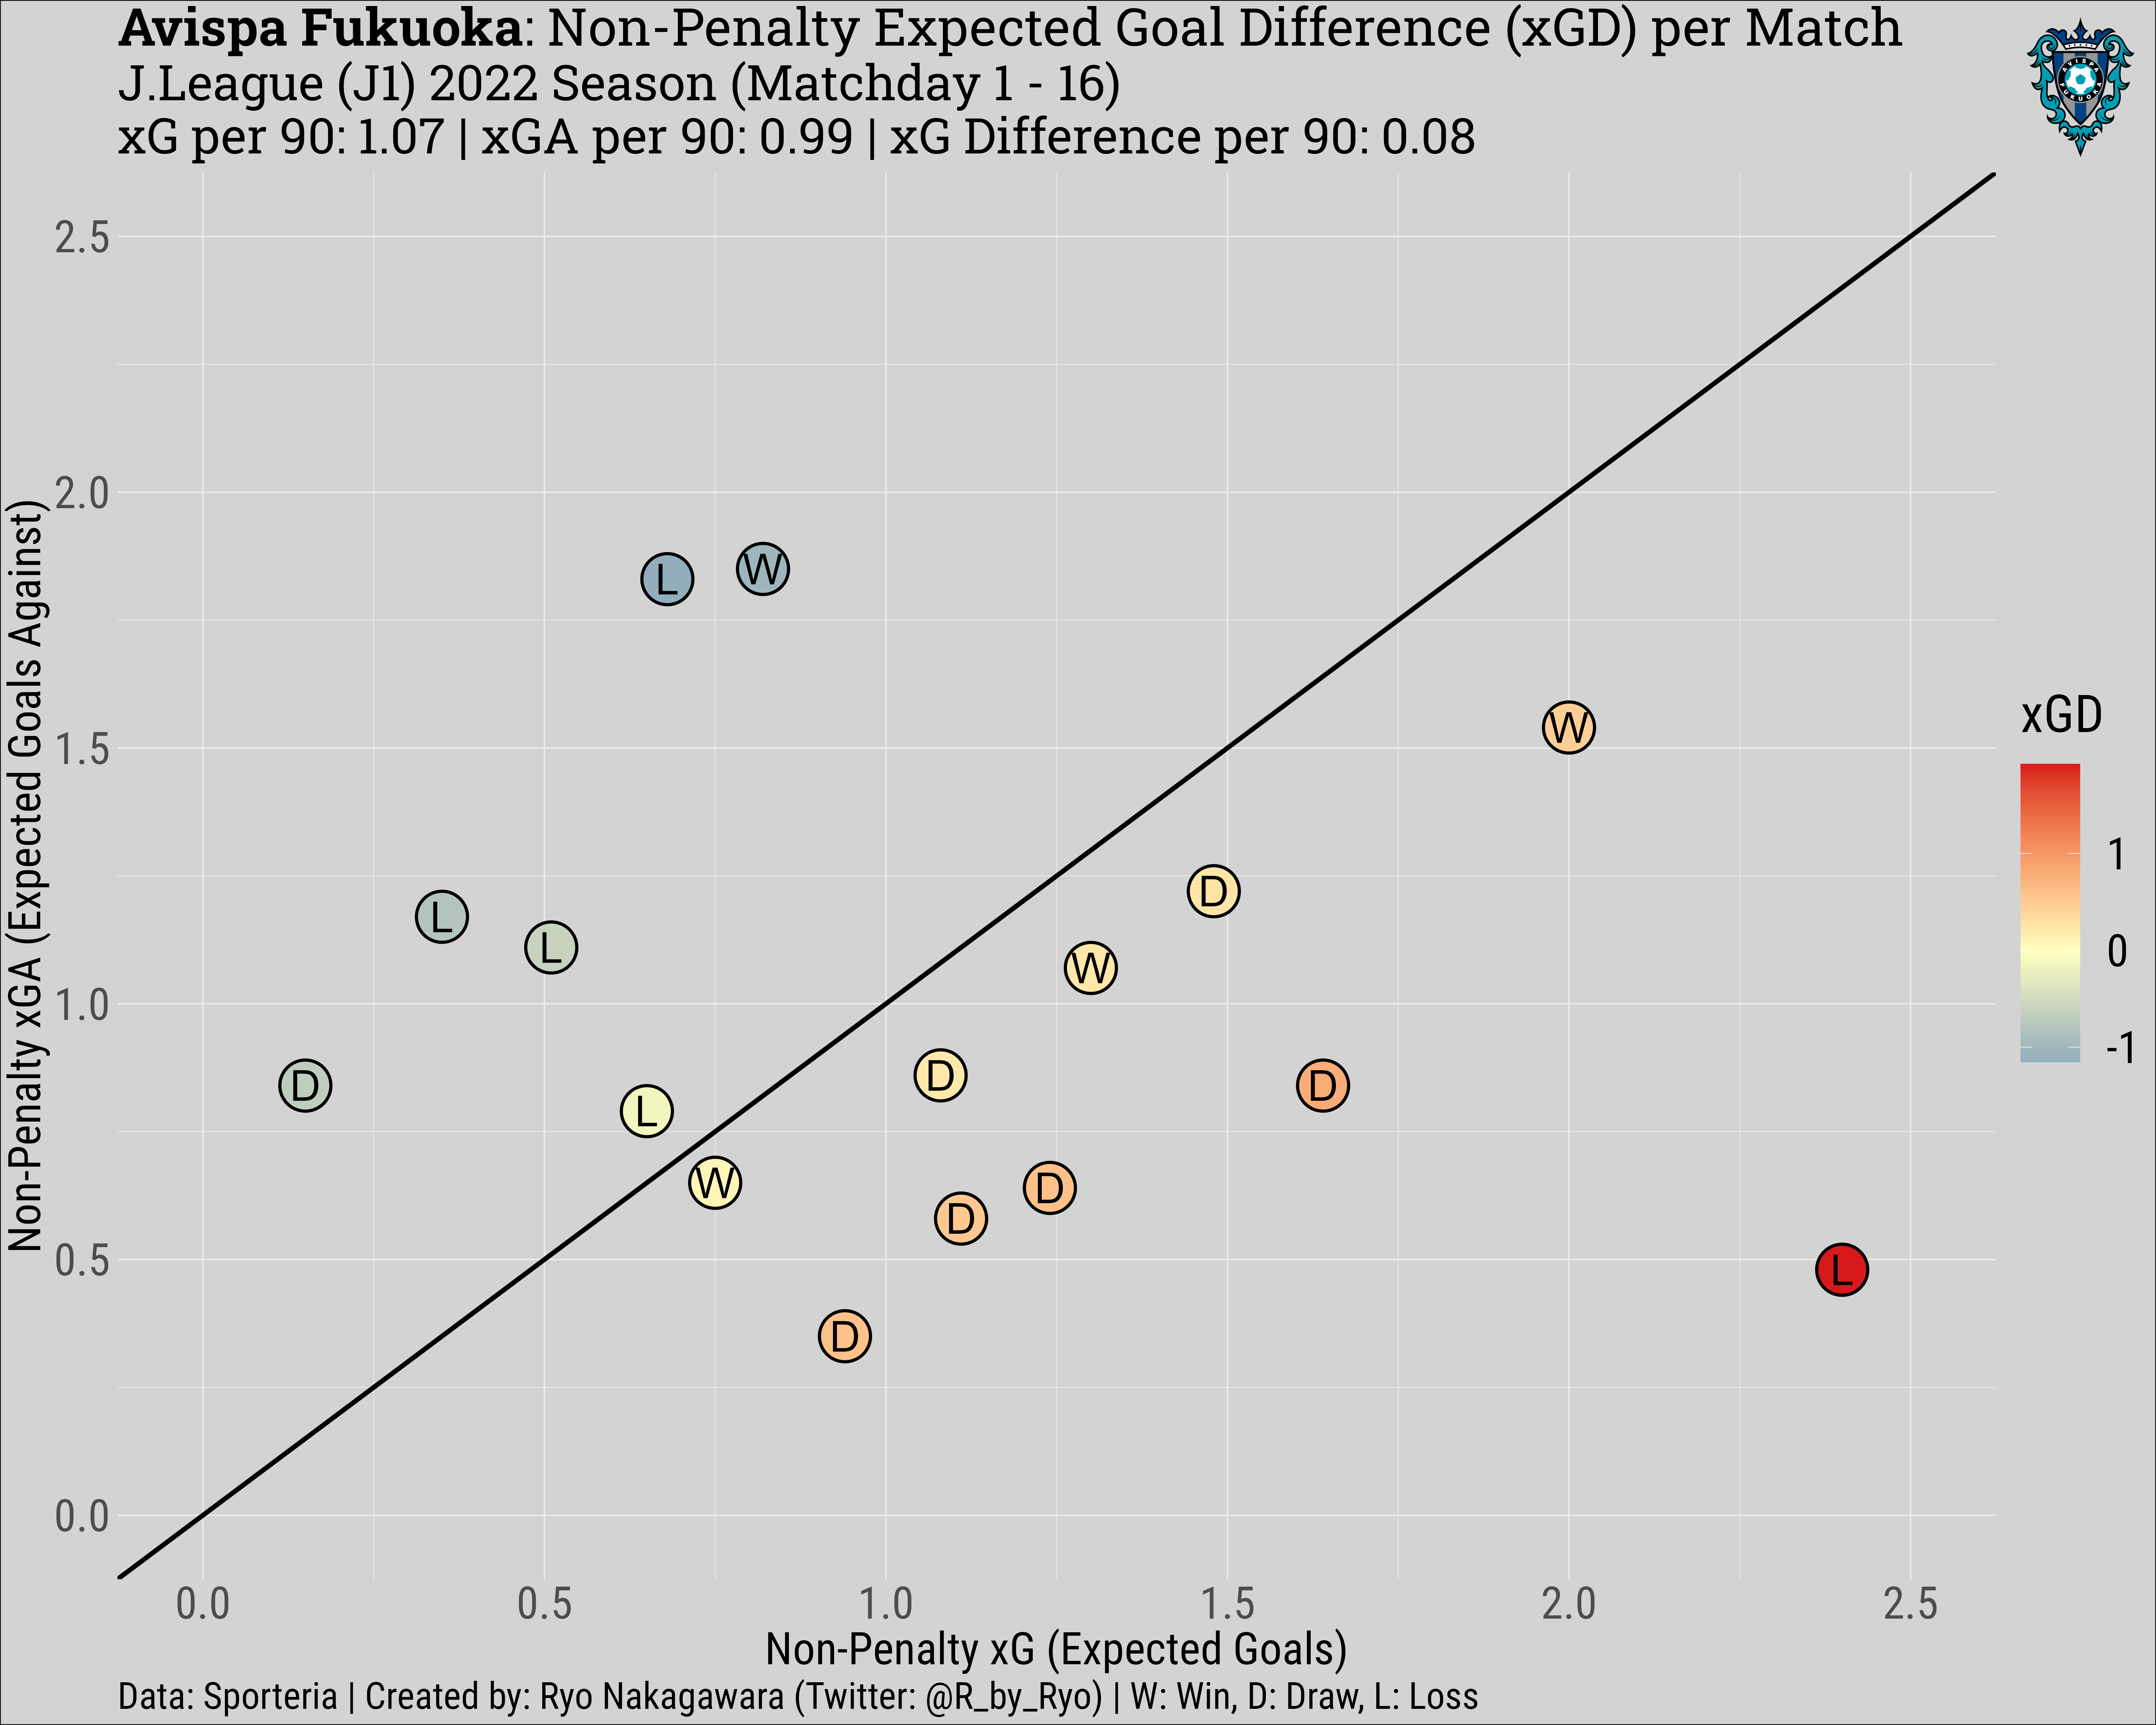 Avispa Fukuoka: Non-Penalty Expected Goal Difference (xGD) per Match
J.League (J1) 2022 Season (Matchday 1 - 16)
xG per 90: 1.07 | xGA per 90: 0.99 | xG Difference per 90: 0.08
AVISPA
FUKUOKA
Non-Penalty xGA (Expected Goals Against)
2.5
2.0
1.5
1.0
0.5
0.0
L
W
W
D
L
L
W
D
D
D
L
W
D
D
L
D
xGD
1
0
-1
0.0
0.5
1.0
1.5
2.0
2.5
Non-Penalty xG (Expected Goals)
Data: Sporteria | Created by: Ryo Nakagawara (Twitter: @R_by_Ryo) | W: Win, D: Draw, L: Loss